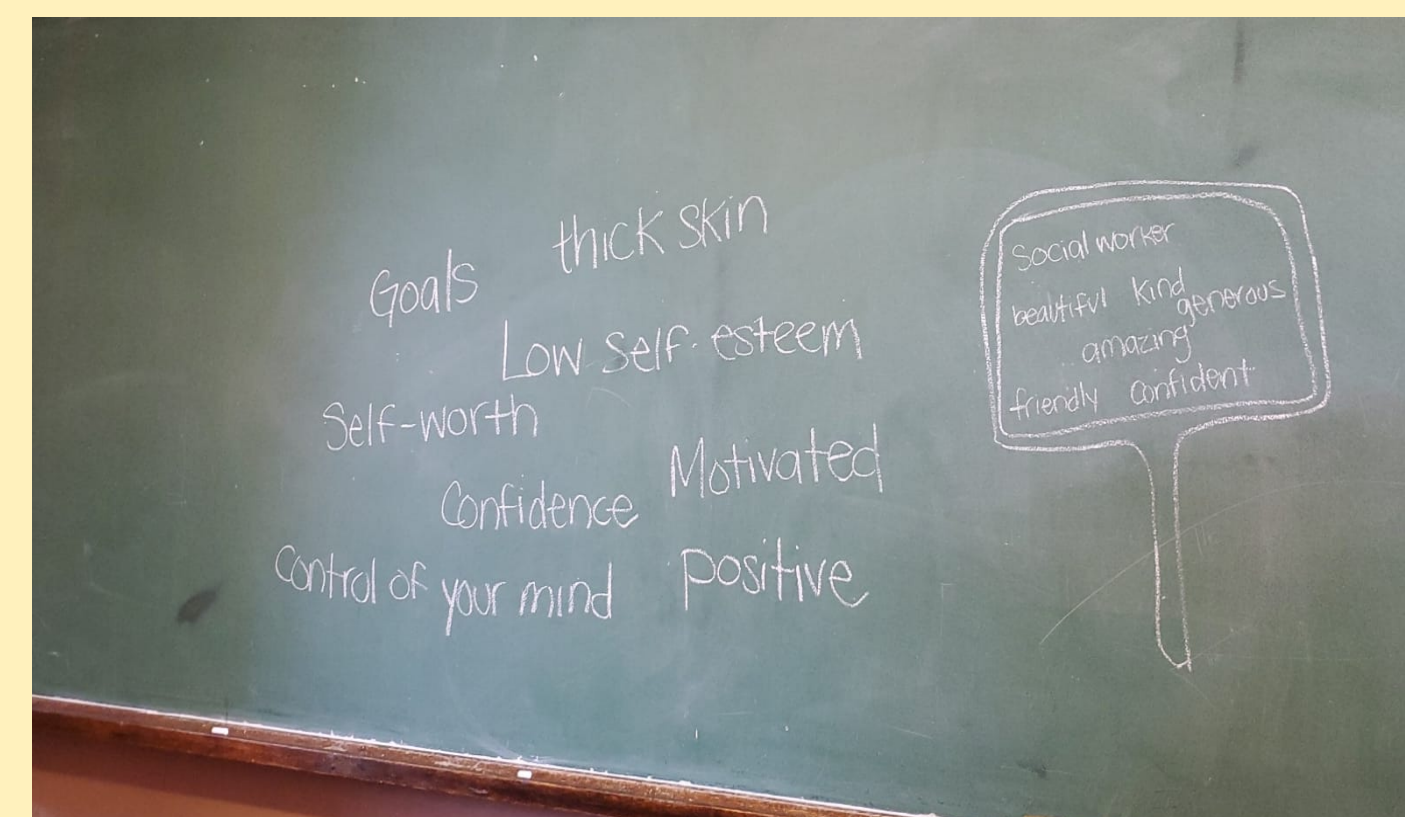 thick skin
Goals
Low self-esteem
Self-worth
Motivated
Confidence
Control of your mind
positive
Social worker
beautiful kind generous
amazing
friendly confident